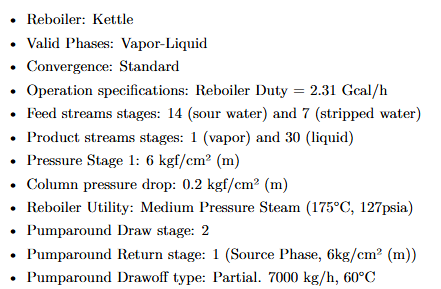 • Reboiler: Kettle
• Valid Phases: Vapor-Liquid
• Convergence: Standard
• Operation specifications: Reboiler Duty = 2.31 Gcal/h
• Feed streams stages: 14 (sour water) and 7 (stripped water)
• Product streams stages: 1 (vapor) and 30 (liquid)
• Pressure Stage 1: 6 kgf/cm² (m)
• Column pressure drop: 0.2 kgf/cm² (m)
• Reboiler Utility: Medium Pressure Steam (175°C, 127psia)
• Pumparound Draw stage: 2
• Pumparound Return stage: 1 (Source Phase, 6kg/cm² (m))
• Pumparound Drawoff type: Partial. 7000 kg/h, 60°C